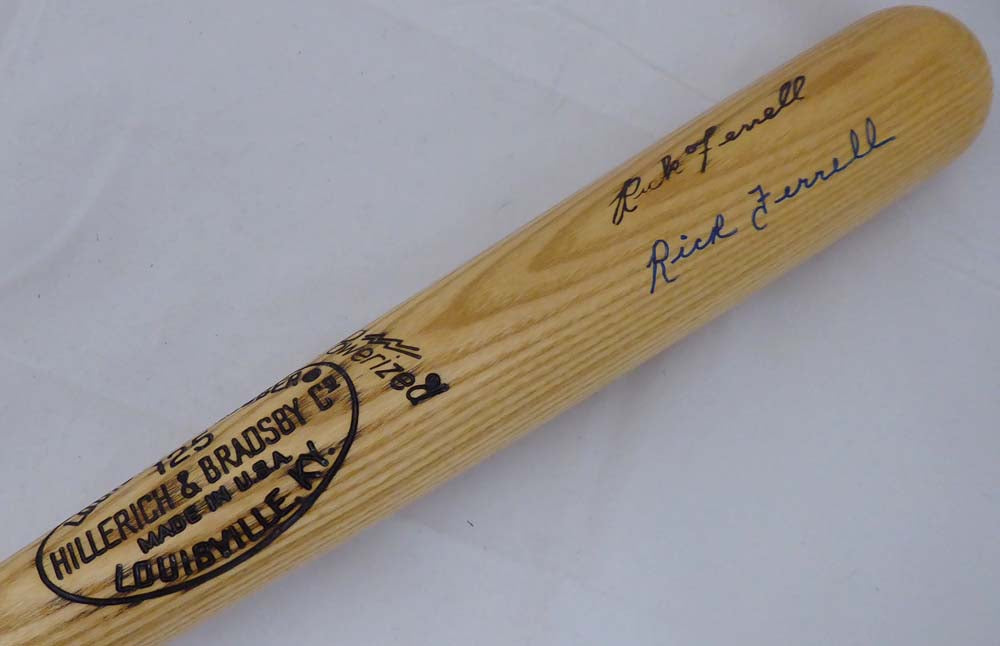 Rick Ferrell
Rick Ferrell
Powerized
125
HILLERICH & BRADSBY Co
MADE IN U.S.A.
LOUISVILLE, KY.